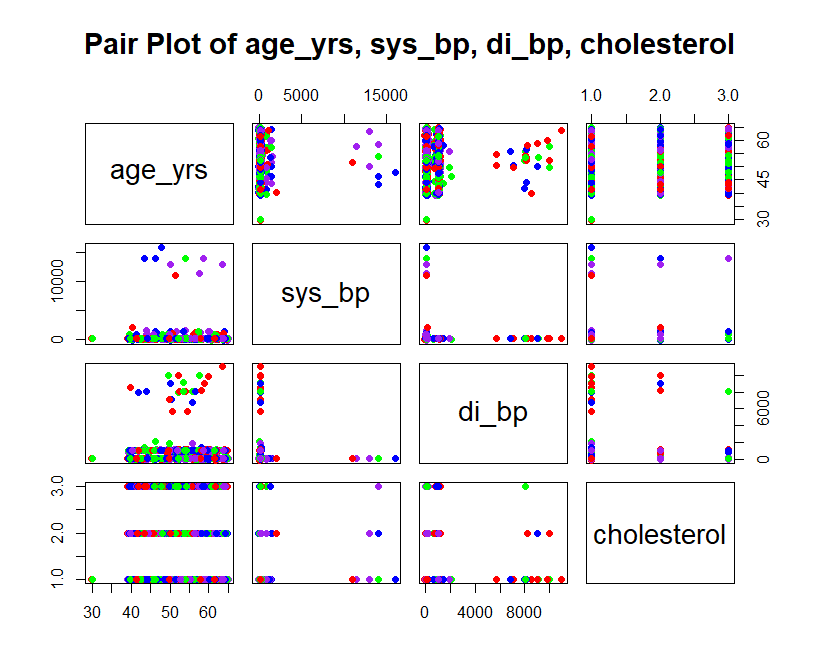 Pair Plot of age_yrs, sys_bp, di_bp, cholesterol
0 5000 15000 1.0 2.0 3.0
age_yrs
30 45 60
sys_bp
0 10000
di_bp
0 6000
cholesterol
1.0 2.0 3.0
30 40 50 60 0 4000 8000